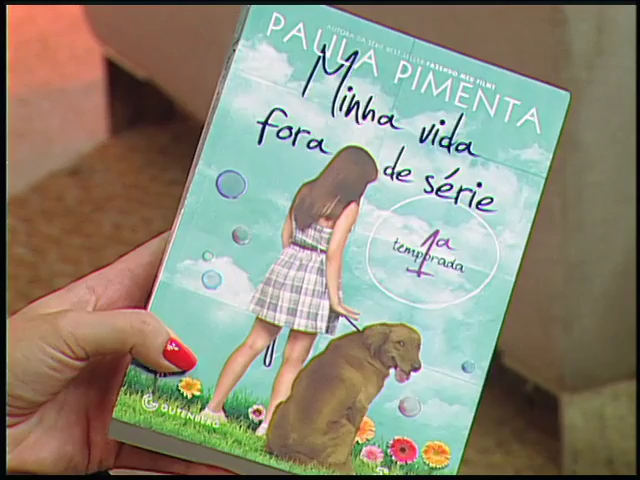 AUTORA DA SÉRIE BEST-SELLER FAZENDO MEU FILME
PAULA PIMENTA
Minha vida
fora de série
1ª
temporada
GUTENBERG